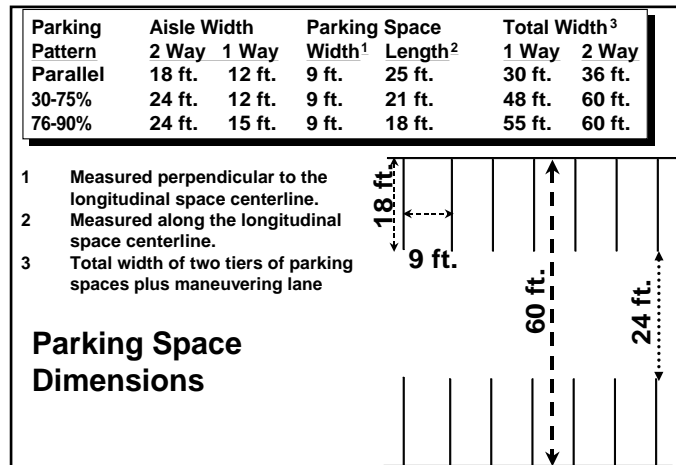 Parking Aisle Width Parking Space Total Width³
Pattern 2 Way 1 Way Width¹ Length² 1 Way 2 Way
Parallel 18 ft. 12 ft. 9 ft. 25 ft. 30 ft. 36 ft.
30-75% 24 ft. 12 ft. 9 ft. 21 ft. 48 ft. 60 ft.
76-90% 24 ft. 15 ft. 9 ft. 18 ft. 55 ft. 60 ft.
1 Measured perpendicular to the
longitudinal space centerline.
2 Measured along the longitudinal
space centerline.
3 Total width of two tiers of parking
spaces plus maneuvering lane
Parking Space
Dimensions
18 ft.
9 ft.
60 ft.
24 ft.